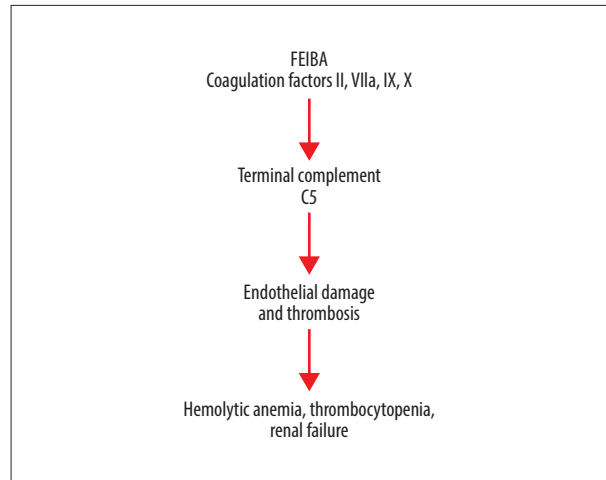 FEIBA
Coagulation factors II, VIIa, IX, X
Terminal complement
C5
Endothelial damage
and thrombosis
Hemolytic anemia, thrombocytopenia,
renal failure